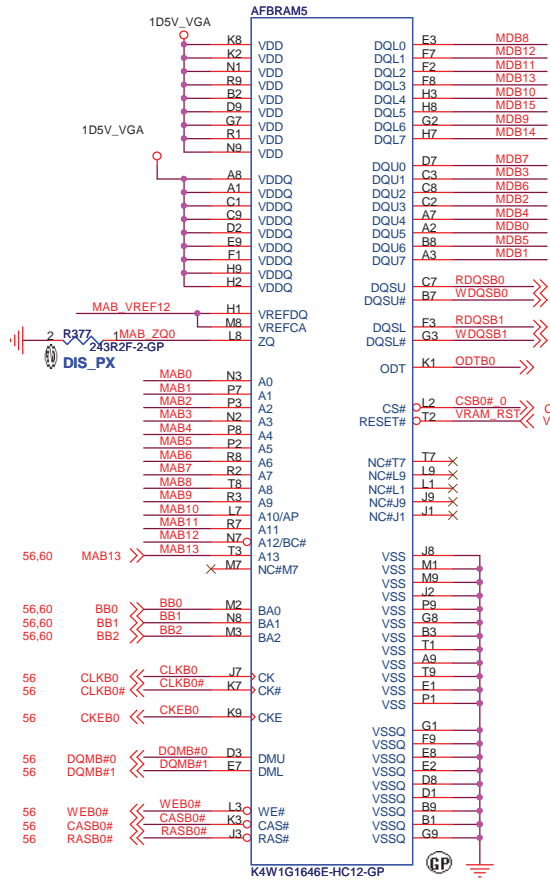 AFBRAM5
1D5V_VGA
K8 VDD E3 DQL0 MDB8
K2 VDD F7 DQL1 MDB12
N1 VDD F2 DQL2 MDB11
R9 VDD F8 DQL3 MDB13
B2 VDD H3 DQL4 MDB10
D9 VDD H8 DQL5 MDB15
G7 VDD G2 DQL6 MDB9
R1 VDD H7 DQL7 MDB14
N9 VDD
1D5V_VGA
A8 VDDQ D7 DQU0 MDB7
A1 VDDQ C3 DQU1 MDB3
C1 VDDQ C8 DQU2 MDB6
C9 VDDQ C2 DQU3 MDB2
D2 VDDQ A7 DQU4 MDB4
E9 VDDQ A2 DQU5 MDB0
F1 VDDQ B8 DQU6 MDB5
H9 VDDQ A3 DQU7 MDB1
H2 VDDQ
DQSU C7 RDQSB0
DQSU# B7 WDQSB0
MAB_VREF12 H1 VREFDQ
M8 VREFCA
DQSL F3 RDQSB1
DQSL# G3 WDQSB1
2 R377 1 MAB_ZQ0 L8 ZQ
243R2F-2-GP
DIS_PX
ODT K1 ODTB0
MAB0 N3 A0
MAB1 P7 A1
MAB2 P3 A2
MAB3 N2 A3
MAB4 P8 A4
MAB5 P2 A5
MAB6 R8 A6
MAB7 R2 A7
MAB8 T8 A8
MAB9 R3 A9
MAB10 L7 A10/AP
MAB11 R7 A11
MAB12 N7 A12/BC#
56,60 MAB13 MAB13 T3 A13
M7 NC#M7
CS# L2 CSB0#_0
RESET# T2 VRAM_RST V
NC#T7 T7
NC#L9 L9
NC#L1 L1
NC#J9 J9
NC#J1 J1
VSS J8
VSS M1
VSS M9
VSS J2
VSS P9
VSS G8
VSS B3
VSS T1
VSS A9
VSS T9
VSS E1
VSS P1
56,60 BB0 BB0 M2 BA0
56,60 BB1 BB1 N8 BA1
56,60 BB2 BB2 M3 BA2
56 CLKB0 CLKB0 J7 CK
56 CLKB0# CLKB0# K7 CK#
56 CKEB0 CKEB0 K9 CKE
VSSQ G1
VSSQ F9
VSSQ E8
VSSQ E2
VSSQ D8
VSSQ D1
VSSQ B9
VSSQ B1
VSSQ G9
56 DQMB#0 DQMB#0 D3 DMU
56 DQMB#1 DQMB#1 E7 DML
56 WEB0# WEB0# L3 WE#
56 CASB0# CASB0# K3 CAS#
56 RASB0# RASB0# J3 RAS#
K4W1G1646E-HC12-GP
GP